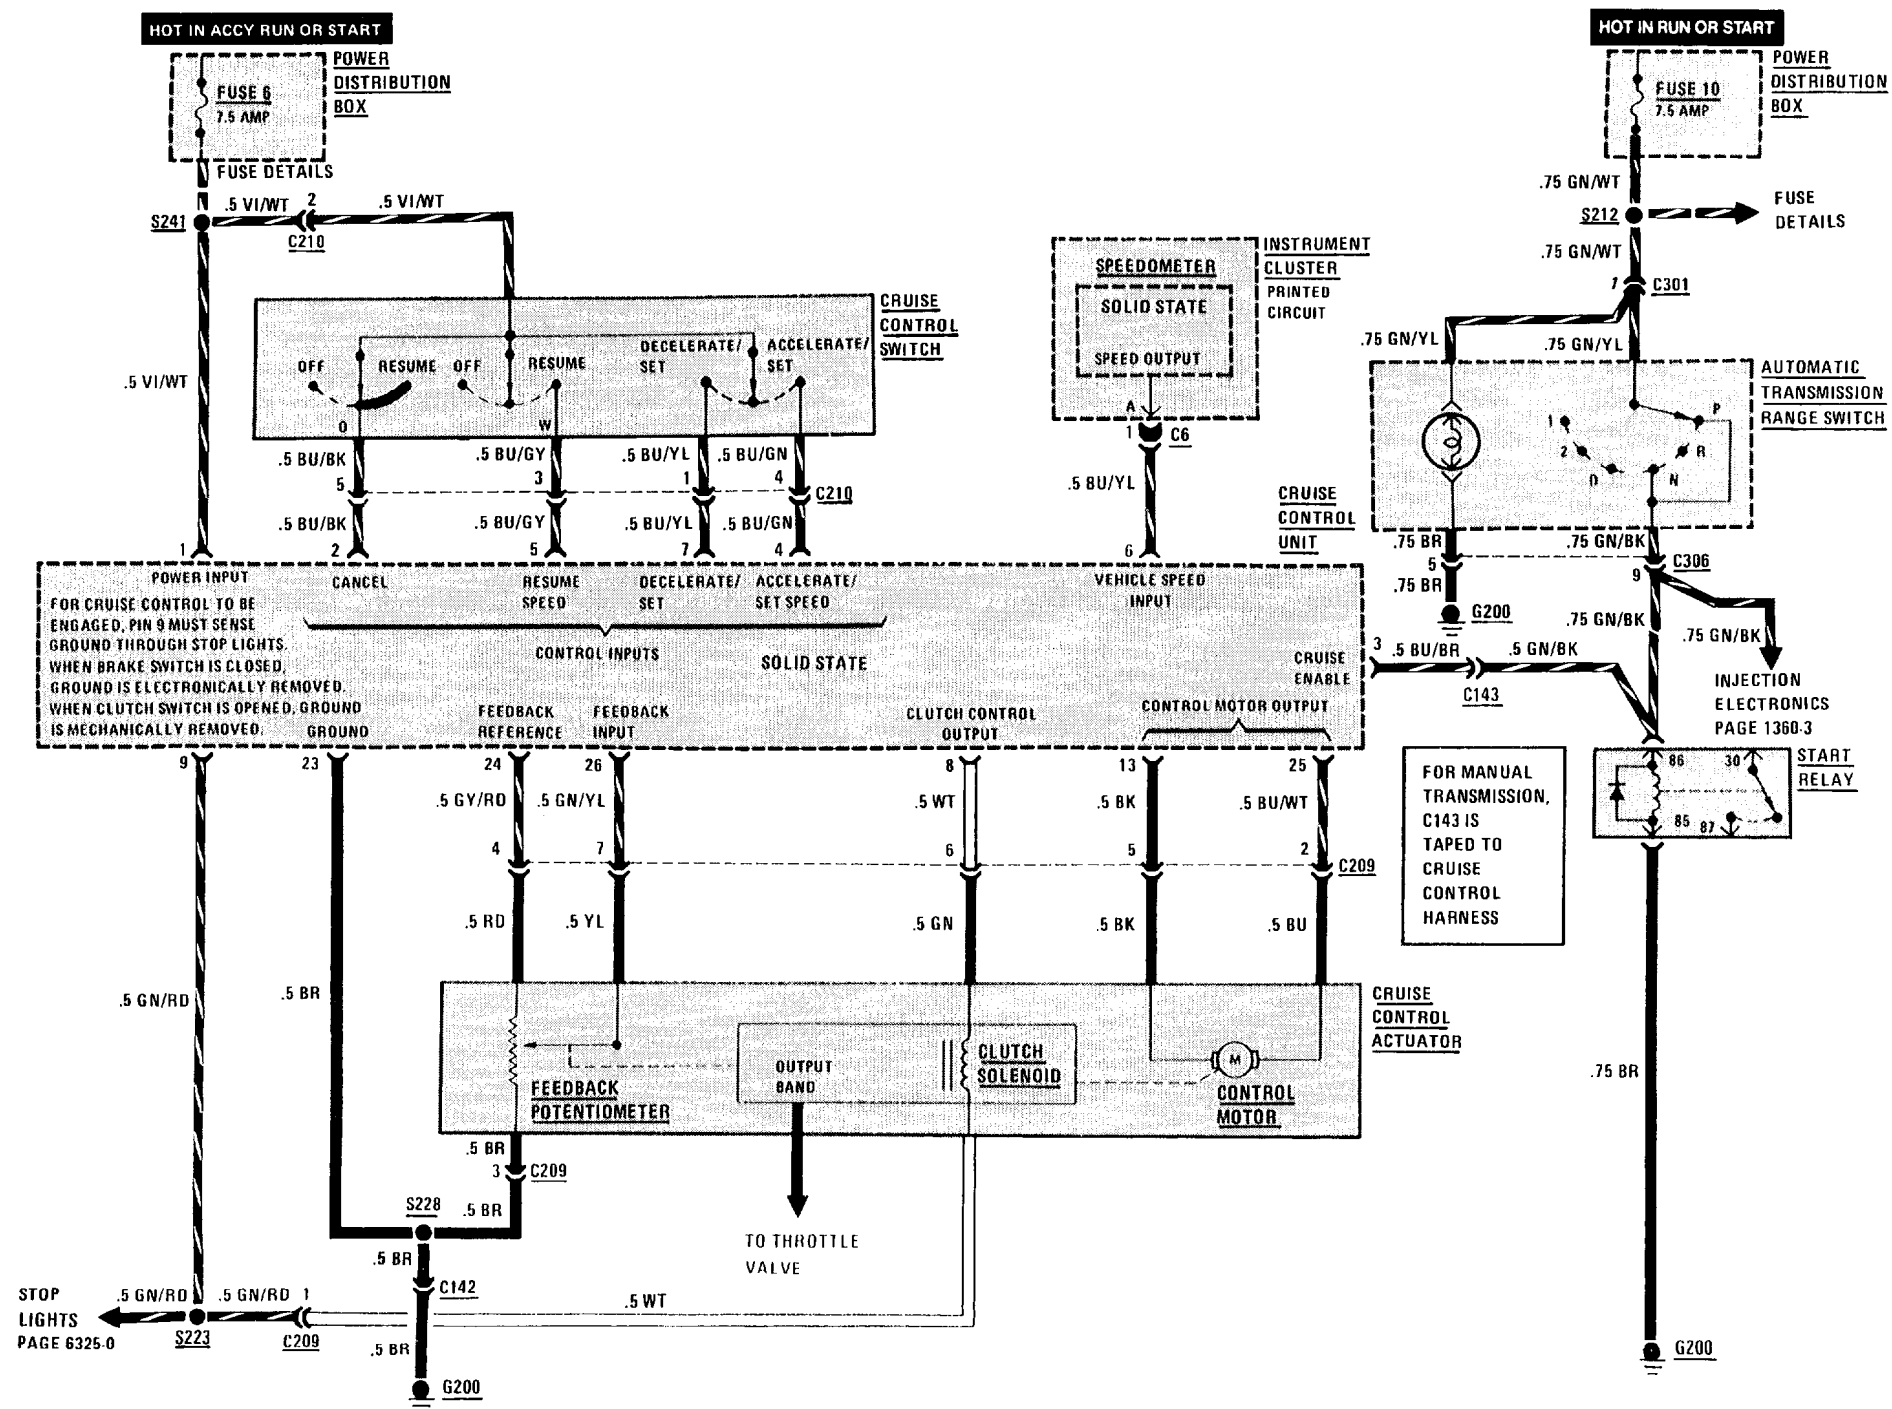 HOT IN ACCY RUN OR START
POWER
DISTRIBUTION
BOX
FUSE 6
7.5 AMP
FUSE DETAILS
S241
.5 VI/WT
2
C210
.5 VI/WT
.5 VI/WT
CRUISE
CONTROL
SWITCH
OFF
RESUME
OFF
RESUME
DECELERATE/
SET
ACCELERATE/
SET
O
W
.5 BU/BK
.5 BU/GY
.5 BU/YL
.5 BU/GN
5
3
1
4
C210
.5 BU/BK
.5 BU/GY
.5 BU/YL
.5 BU/GN
1
2
5
7
4
6
INSTRUMENT
CLUSTER
PRINTED
CIRCUIT
SPEEDOMETER
SOLID STATE
SPEED OUTPUT
A
1
C6
.5 BU/YL
HOT IN RUN OR START
POWER
DISTRIBUTION
BOX
FUSE 10
7.5 AMP
.75 GN/WT
S212
FUSE
DETAILS
.75 GN/WT
1
C301
.75 GN/YL
.75 GN/YL
AUTOMATIC
TRANSMISSION
RANGE SWITCH
P
R
N
D
2
1
.75 BR
.75 GN/BK
5
C306
9
.75 BR
G200
.75 GN/BK
.75 GN/BK
INJECTION
ELECTRONICS
PAGE 1360-3
CRUISE
CONTROL
UNIT
POWER INPUT
CANCEL
RESUME
SPEED
DECELERATE/
SET
ACCELERATE/
SET SPEED
VEHICLE SPEED
INPUT
FOR CRUISE CONTROL TO BE
ENGAGED, PIN 9 MUST SENSE
GROUND THROUGH STOP LIGHTS.
WHEN BRAKE SWITCH IS CLOSED,
GROUND IS ELECTRONICALLY REMOVED.
WHEN CLUTCH SWITCH IS OPENED, GROUND
IS MECHANICALLY REMOVED.
CONTROL INPUTS
SOLID STATE
CRUISE
ENABLE
3
.5 BU/BR
C143
.5 GN/BK
GROUND
FEEDBACK
REFERENCE
FEEDBACK
INPUT
CLUTCH CONTROL
OUTPUT
CONTROL MOTOR OUTPUT
9
23
24
26
8
13
25
.5 GY/RD
.5 GN/YL
.5 WT
.5 BK
.5 BU/WT
4
7
6
5
2
C209
.5 RD
.5 YL
.5 GN
.5 BK
.5 BU
FOR MANUAL
TRANSMISSION,
C143 IS
TAPED TO
CRUISE
CONTROL
HARNESS
START
RELAY
86
30
85
87
.75 BR
G200
.5 GN/RD
.5 BR
CRUISE
CONTROL
ACTUATOR
FEEDBACK
POTENTIOMETER
OUTPUT
BAND
CLUTCH
SOLENOID
M
CONTROL
MOTOR
.5 BR
3
C209
.5 BR
S228
.5 BR
C142
.5 BR
G200
TO THROTTLE
VALVE
STOP
LIGHTS
PAGE 6325-0
.5 GN/RD
S223
.5 GN/RD
1
C209
.5 WT